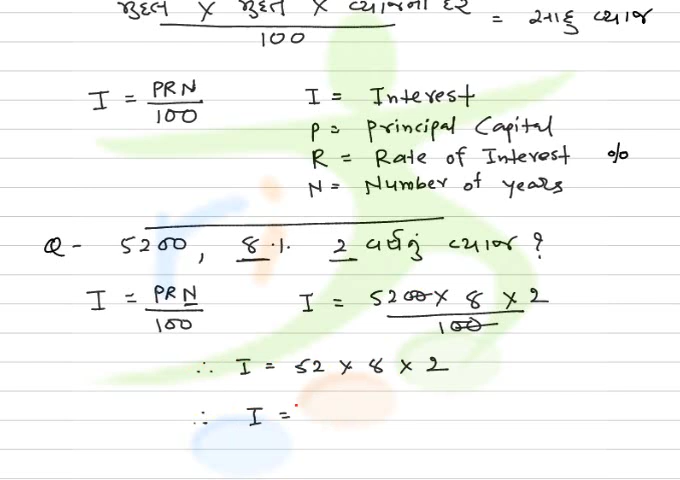 મુદ્દલ X મુદ્દત X વ્યાજનો દર = સાદુ વ્યાજ
100
I = PRN I = Interest
100
P = Principal Capital
R = Rate of Interest %
N = Number of years
Q - 5200, 8 ·/. 2 વર્ષનું વ્યાજ ?
I = PRN I = 5200 X 8 X 2
100 100
∴ I = 52 X 8 X 2
∴ I =